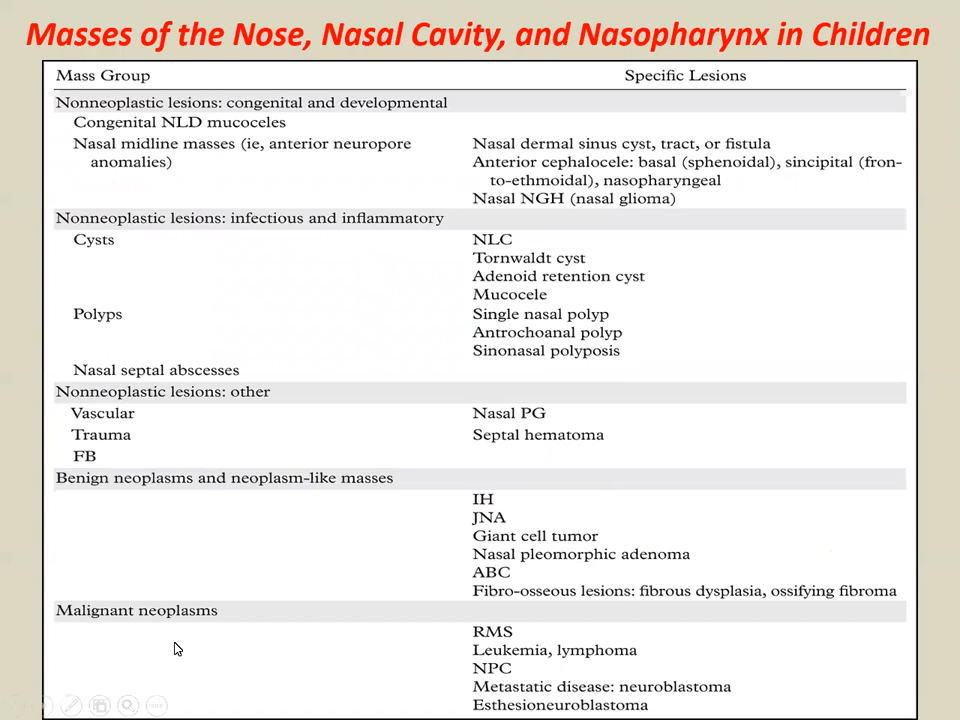 Masses of the Nose, Nasal Cavity, and Nasopharynx in Children
Mass Group Specific Lesions
Nonneoplastic lesions: congenital and developmental
Congenital NLD mucoceles
Nasal midline masses (ie, anterior neuropore
anomalies)
Nasal dermal sinus cyst, tract, or fistula
Anterior cephalocele: basal (sphenoidal), sincipital (fron-
to-ethmoidal), nasopharyngeal
Nasal NGH (nasal glioma)
Nonneoplastic lesions: infectious and inflammatory
Cysts NLC
Tornwaldt cyst
Adenoid retention cyst
Mucocele
Polyps Single nasal polyp
Antrochoanal polyp
Sinonasal polyposis
Nasal septal abscesses
Nonneoplastic lesions: other
Vascular Nasal PG
Trauma Septal hematoma
FB
Benign neoplasms and neoplasm-like masses
IH
JNA
Giant cell tumor
Nasal pleomorphic adenoma
ABC
Fibro-osseous lesions: fibrous dysplasia, ossifying fibroma
Malignant neoplasms
RMS
Leukemia, lymphoma
NPC
Metastatic disease: neuroblastoma
Esthesioneuroblastoma